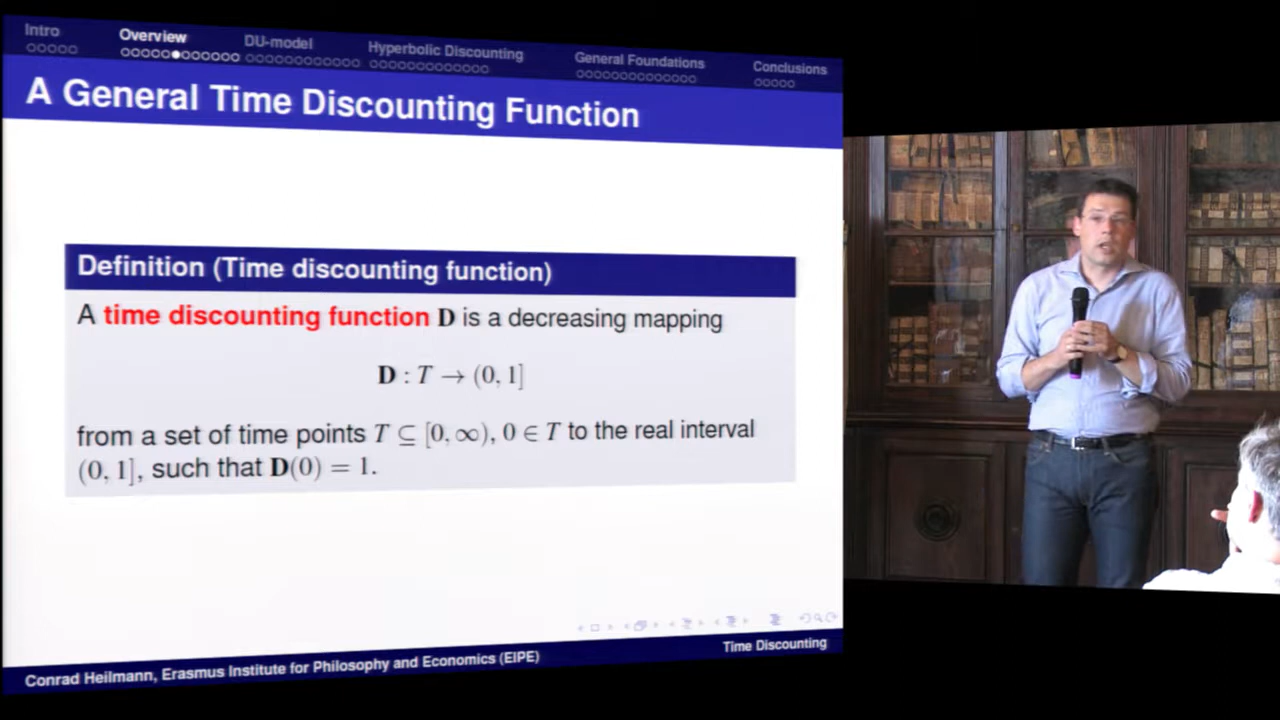 Intro
Overview
DU-model
Hyperbolic Discounting
General Foundations
Conclusions
A General Time Discounting Function
Definition (Time discounting function)
A time discounting function D is a decreasing mapping
D : T → (0, 1]
from a set of time points T ⊆ [0, ∞), 0 ∈ T to the real interval
(0, 1], such that D(0) = 1.
Conrad Heilmann, Erasmus Institute for Philosophy and Economics (EIPE)
Time Discounting